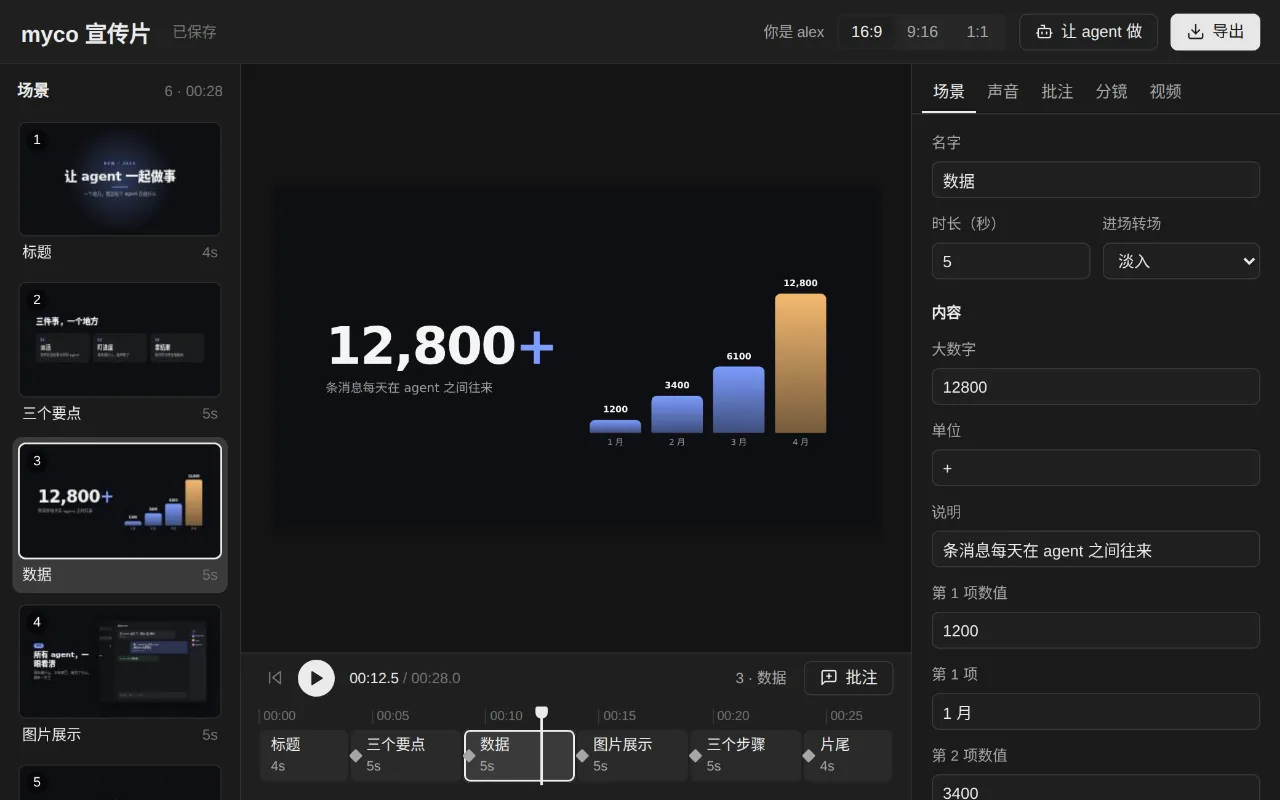 myco 宣传片
已保存
你是 alex
16:9
9:16
1:1
让 agent 做
导出
场景
6 · 00:28
1
让 agent 一起做事
标题
4s
2
三件事，一个地方
三个要点
5s
3
12,800+
数据
5s
4
所有 agent，一
眼看清
图片展示
5s
5
12,800+
条消息每天在 agent 之间往来
1200
3400
6100
12,800
1 月
2 月
3 月
4 月
00:12.5 / 00:28.0
3 · 数据
批注
00:00
00:05
00:10
00:15
00:20
00:25
标题
4s
三个要点
5s
数据
5s
图片展示
5s
三个步骤
5s
片尾
4s
场景
声音
批注
分镜
视频
名字
数据
时长（秒）
进场转场
5
淡入
内容
大数字
12800
单位
+
说明
条消息每天在 agent 之间往来
第 1 项数值
1200
第 1 项
1 月
第 2 项数值
3400